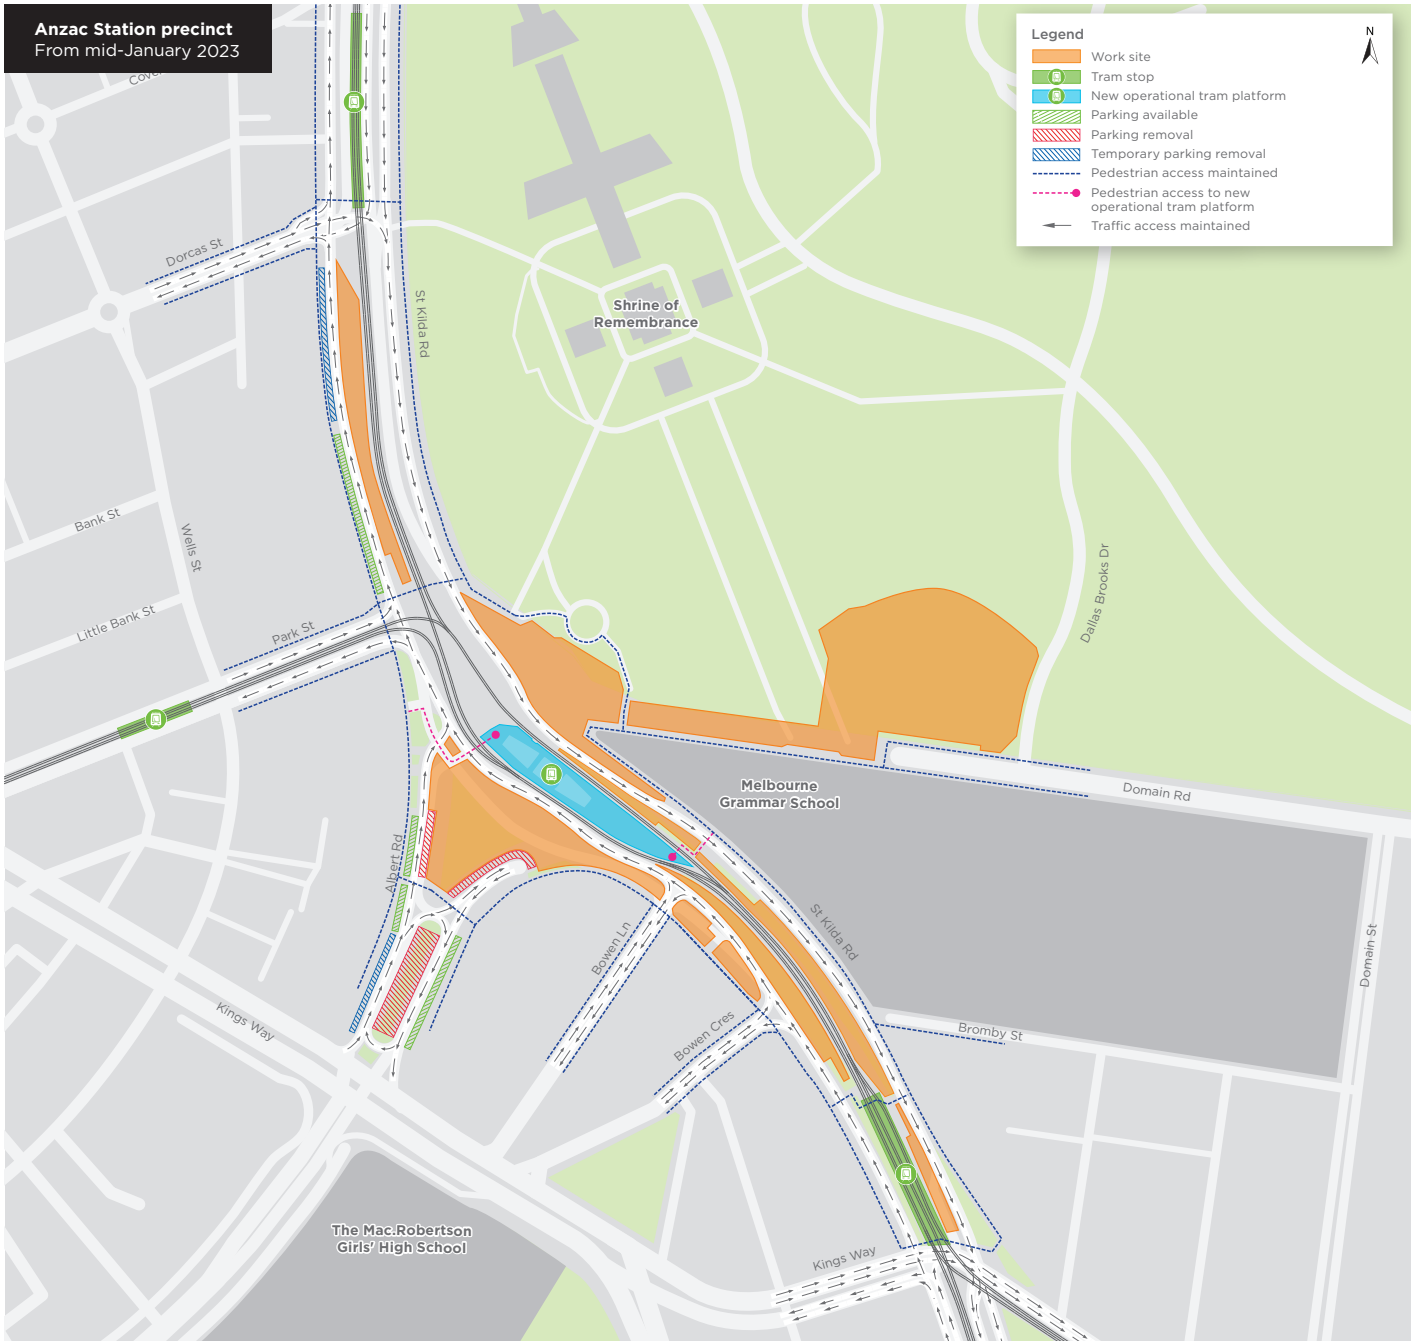 Anzac Station precinct
From mid-January 2023
Legend
N
Work site
Tram stop
New operational tram platform
Parking available
Parking removal
Temporary parking removal
Pedestrian access maintained
Pedestrian access to new
operational tram platform
Traffic access maintained
Dorcas St
St Kilda Rd
Shrine of
Remembrance
Bank St
Wells St
Little Bank St
Park St
Dallas Brooks Dr
Melbourne
Grammar School
Domain Rd
Albert Rd
St Kilda Rd
Bowen Ln
Domain St
Kings Way
Bowen Cres
Bromby St
The Mac.Robertson
Girls' High School
Kings Way